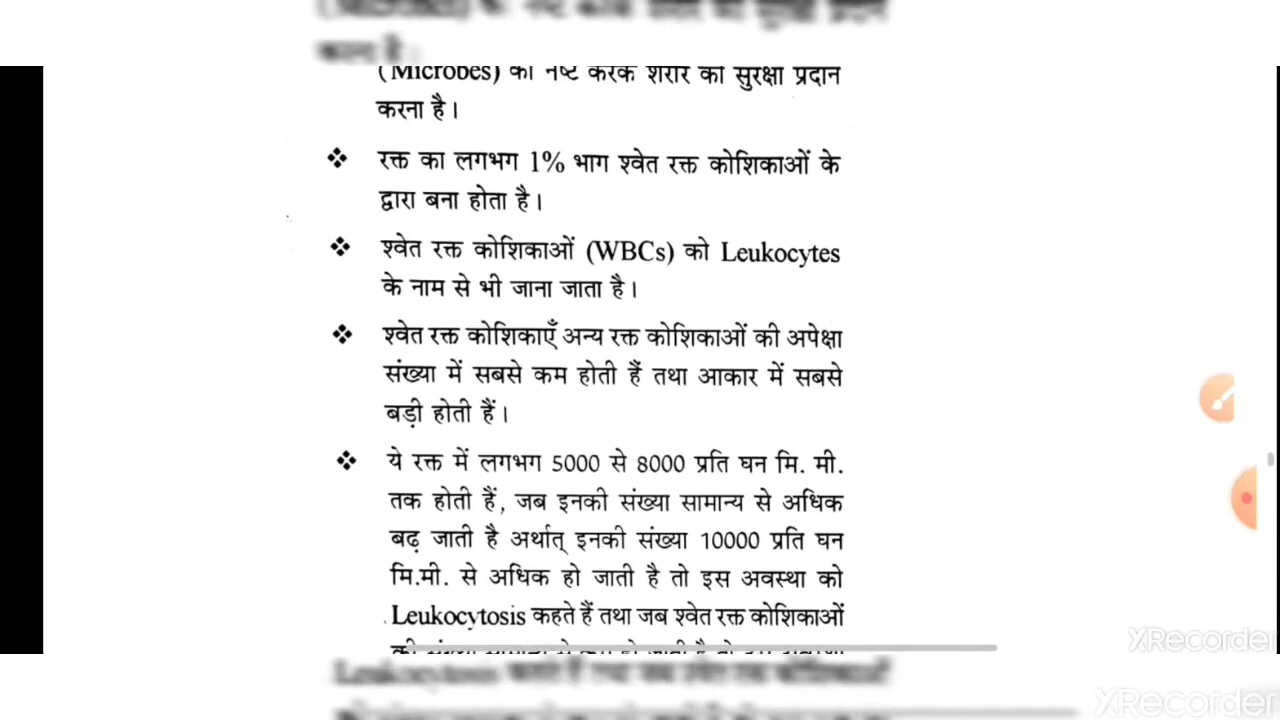 (Microbes) को नष्ट करके शरीर को सुरक्षा प्रदान
करना है।
❖ रक्त का लगभग 1% भाग श्वेत रक्त कोशिकाओं के
द्वारा बना होता है।
❖ श्वेत रक्त कोशिकाओं (WBCs) को Leukocytes
के नाम से भी जाना जाता है।
❖ श्वेत रक्त कोशिकाएँ अन्य रक्त कोशिकाओं की अपेक्षा
संख्या में सबसे कम होती हैं तथा आकार में सबसे
बड़ी होती हैं।
❖ ये रक्त में लगभग 5000 से 8000 प्रति घन मि. मी.
तक होती हैं, जब इनकी संख्या सामान्य से अधिक
बढ़ जाती है अर्थात् इनकी संख्या 10000 प्रति घन
मि.मी. से अधिक हो जाती है तो इस अवस्था को
Leukocytosis कहते हैं तथा जब श्वेत रक्त कोशिकाओं
XRecorder
XRecorder